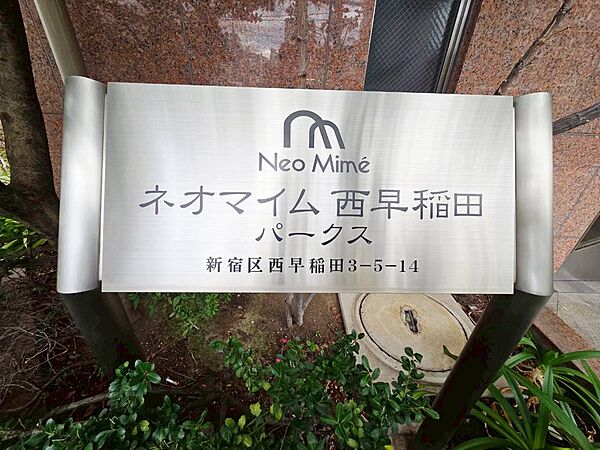 Neo Mimé
ネオマイム 西早稲田
パークス
新宿区西早稲田3-5-14